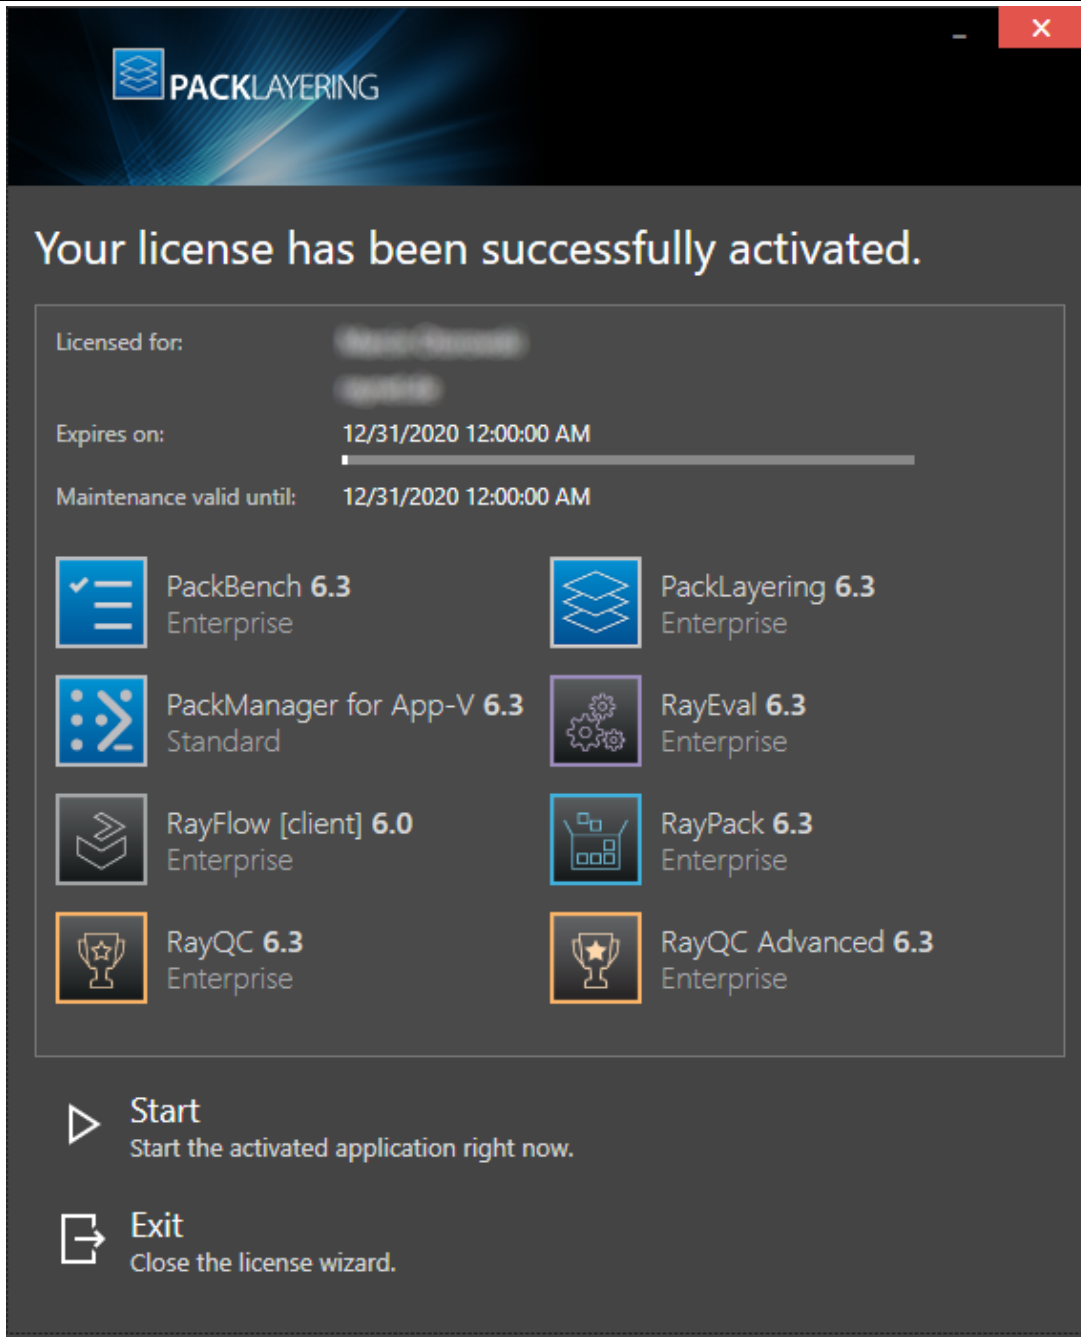 PACKLAYERING
Your license has been successfully activated.
Licensed for:
Expires on: 12/31/2020 12:00:00 AM
Maintenance valid until: 12/31/2020 12:00:00 AM
PackBench 6.3
Enterprise
PackLayering 6.3
Enterprise
PackManager for App-V 6.3
Standard
RayEval 6.3
Enterprise
RayFlow [client] 6.0
Enterprise
RayPack 6.3
Enterprise
RayQC 6.3
Enterprise
RayQC Advanced 6.3
Enterprise
Start
Start the activated application right now.
Exit
Close the license wizard.